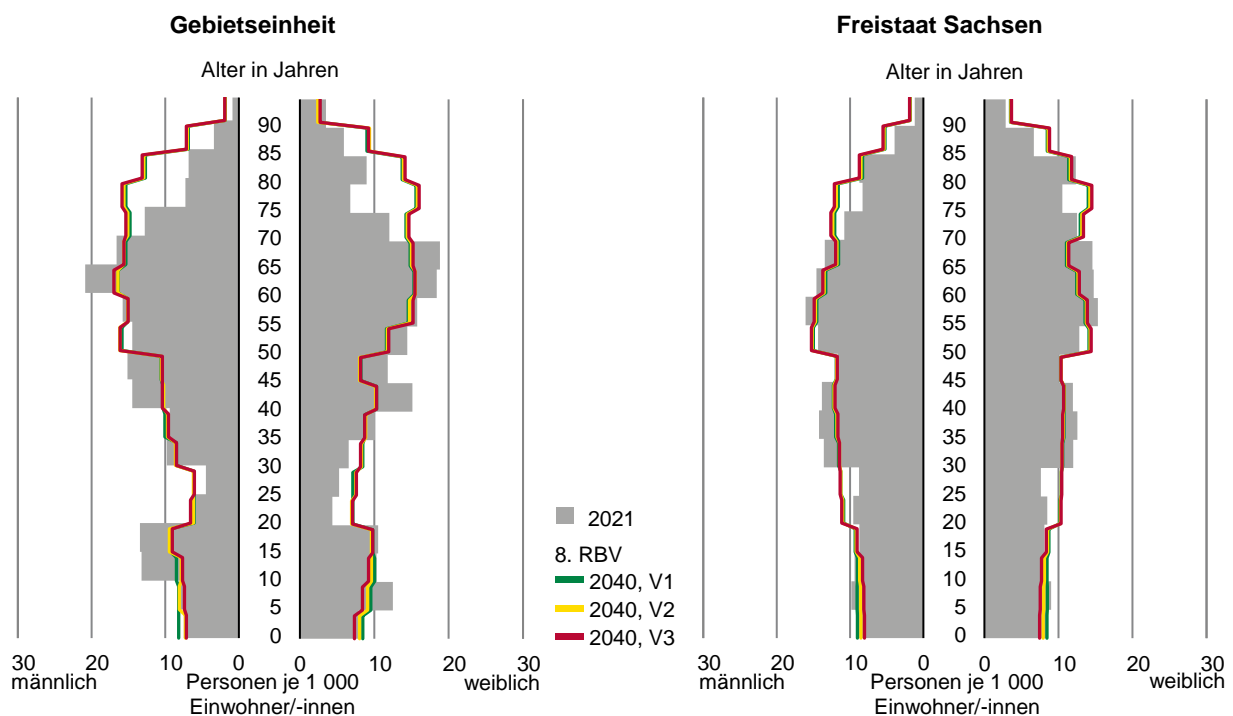 Gebietseinheit
Alter in Jahren
90
85
80
75
70
65
60
55
50
45
40
35
30
25
20
15
10
5
0
30 20 10 0 0 10 20 30
männlich Personen je 1 000 weiblich
Einwohner/-innen
2021
8. RBV
2040, V1
2040, V2
2040, V3
Freistaat Sachsen
Alter in Jahren
90
85
80
75
70
65
60
55
50
45
40
35
30
25
20
15
10
5
0
30 20 10 0 0 10 20 30
männlich Personen je 1 000 weiblich
Einwohner/-innen